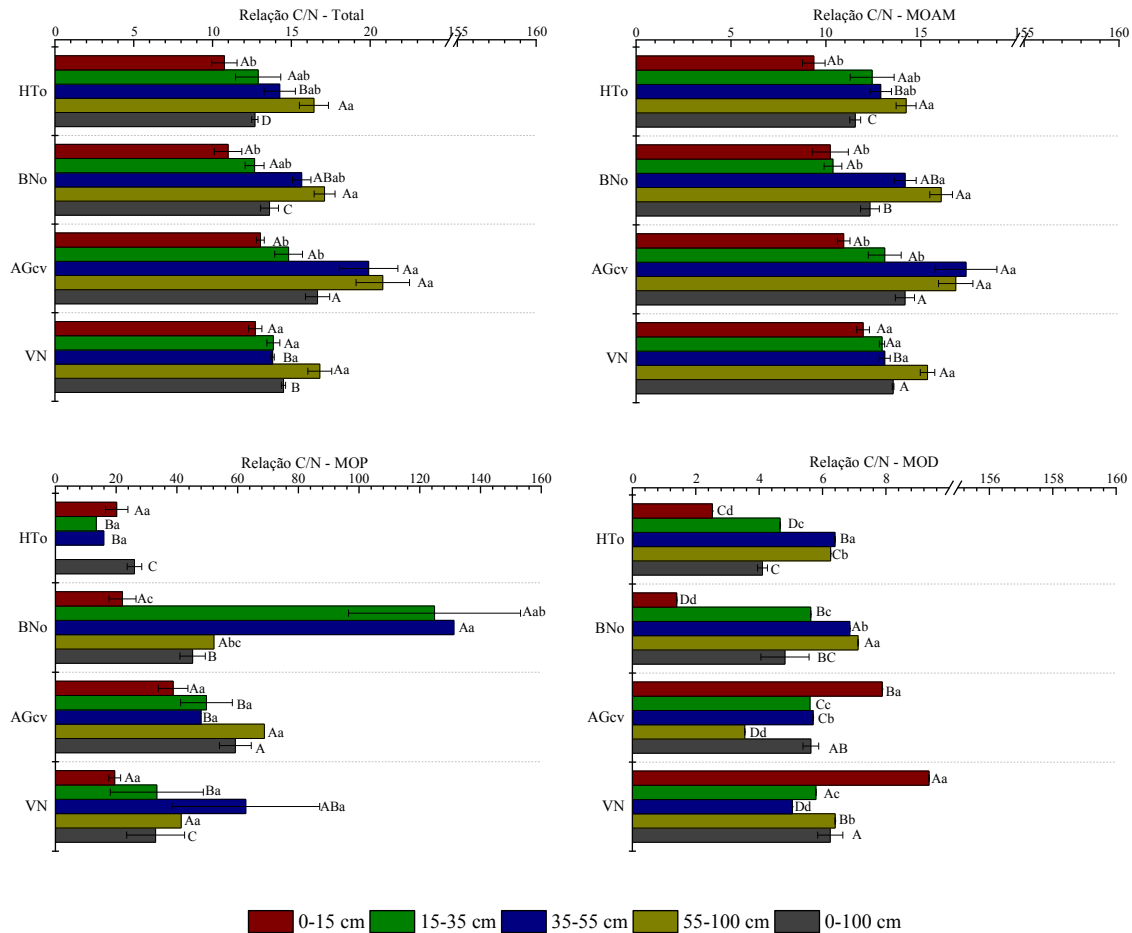 Relação C/N - Total
0 5 10 15 20 155 160
HTo
Ab
Aab
Bab
Aa
D
BNo
Ab
Aab
ABab
Aa
C
AGcv
Ab
Ab
Aa
Aa
A
VN
Aa
Aa
Ba
Aa
B
Relação C/N - MOAM
0 5 10 15 155 160
HTo
Ab
Aab
Bab
Aa
C
BNo
Ab
Ab
ABa
Aa
B
AGcv
Ab
Ab
Aa
Aa
A
VN
Aa
Aa
Ba
Aa
A
Relação C/N - MOP
0 20 40 60 80 100 120 140 160
HTo
Aa
Ba
Ba
C
BNo
Ac
Aab
Aa
Abc
B
AGcv
Aa
Ba
Ba
Aa
A
VN
Aa
Ba
ABa
Aa
C
Relação C/N - MOD
0 2 4 6 8 156 158 160
HTo
Cd
Dc
Ba
Cb
C
BNo
Dd
Bc
Ab
Aa
BC
AGcv
Ba
Cc
Cb
Dd
AB
VN
Aa
Ac
Dd
Bb
A
0-15 cm 15-35 cm 35-55 cm 55-100 cm 0-100 cm